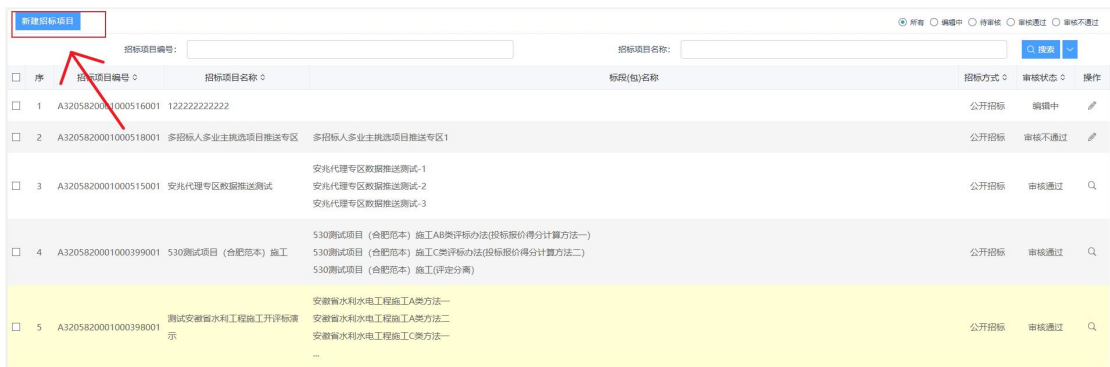 新建招标项目
所有 编辑中 待审核 审核通过 审核不通过
招标项目编号: 招标项目名称: 搜索
序 招标项目编号 招标项目名称 标段(包)名称 招标方式 审核状态 操作
1 A3205820001000516001 122222222222 公开招标 编辑中
2 A3205820001000518001 多招标人多业主挑选项目推送专区 多招标人多业主挑选项目推送专区1 公开招标 审核不通过
安兆代理专区数据推送测试-1
3 A3205820001000515001 安兆代理专区数据推送测试 安兆代理专区数据推送测试-2 公开招标 审核通过
安兆代理专区数据推送测试-3
530测试项目（合肥范本）施工AB类评标办法(投标报价得分计算方法一)
4 A3205820001000399001 530测试项目（合肥范本）施工 530测试项目（合肥范本）施工C类评标办法(投标报价得分计算方法二) 公开招标 审核通过
530测试项目（合肥范本）施工(评定分离)
安徽省水利水电工程施工A类方法一
5 A3205820001000398001 测试安徽省水利工程施工开评标演示 安徽省水利水电工程施工A类方法二 公开招标 审核通过
安徽省水利水电工程施工C类方法一
...